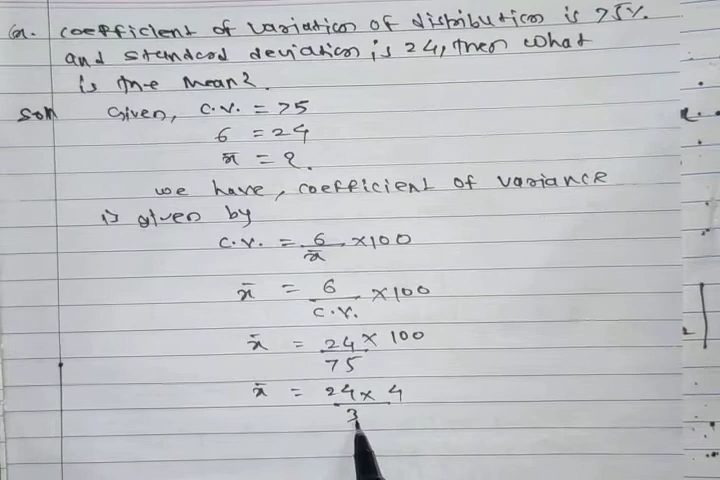 Q. coefficient of variation of distribution is 75%.
and standard deviation is 24, then what
is the mean?.
Soln Given, C.V. = 75
σ = 24
x̄ = ?.
we have, coefficient of variance
is given by
C.V. = σ/x̄ × 100
x̄ = σ/C.V. × 100
x̄ = 24 × 100/75
x̄ = 24 × 4/3